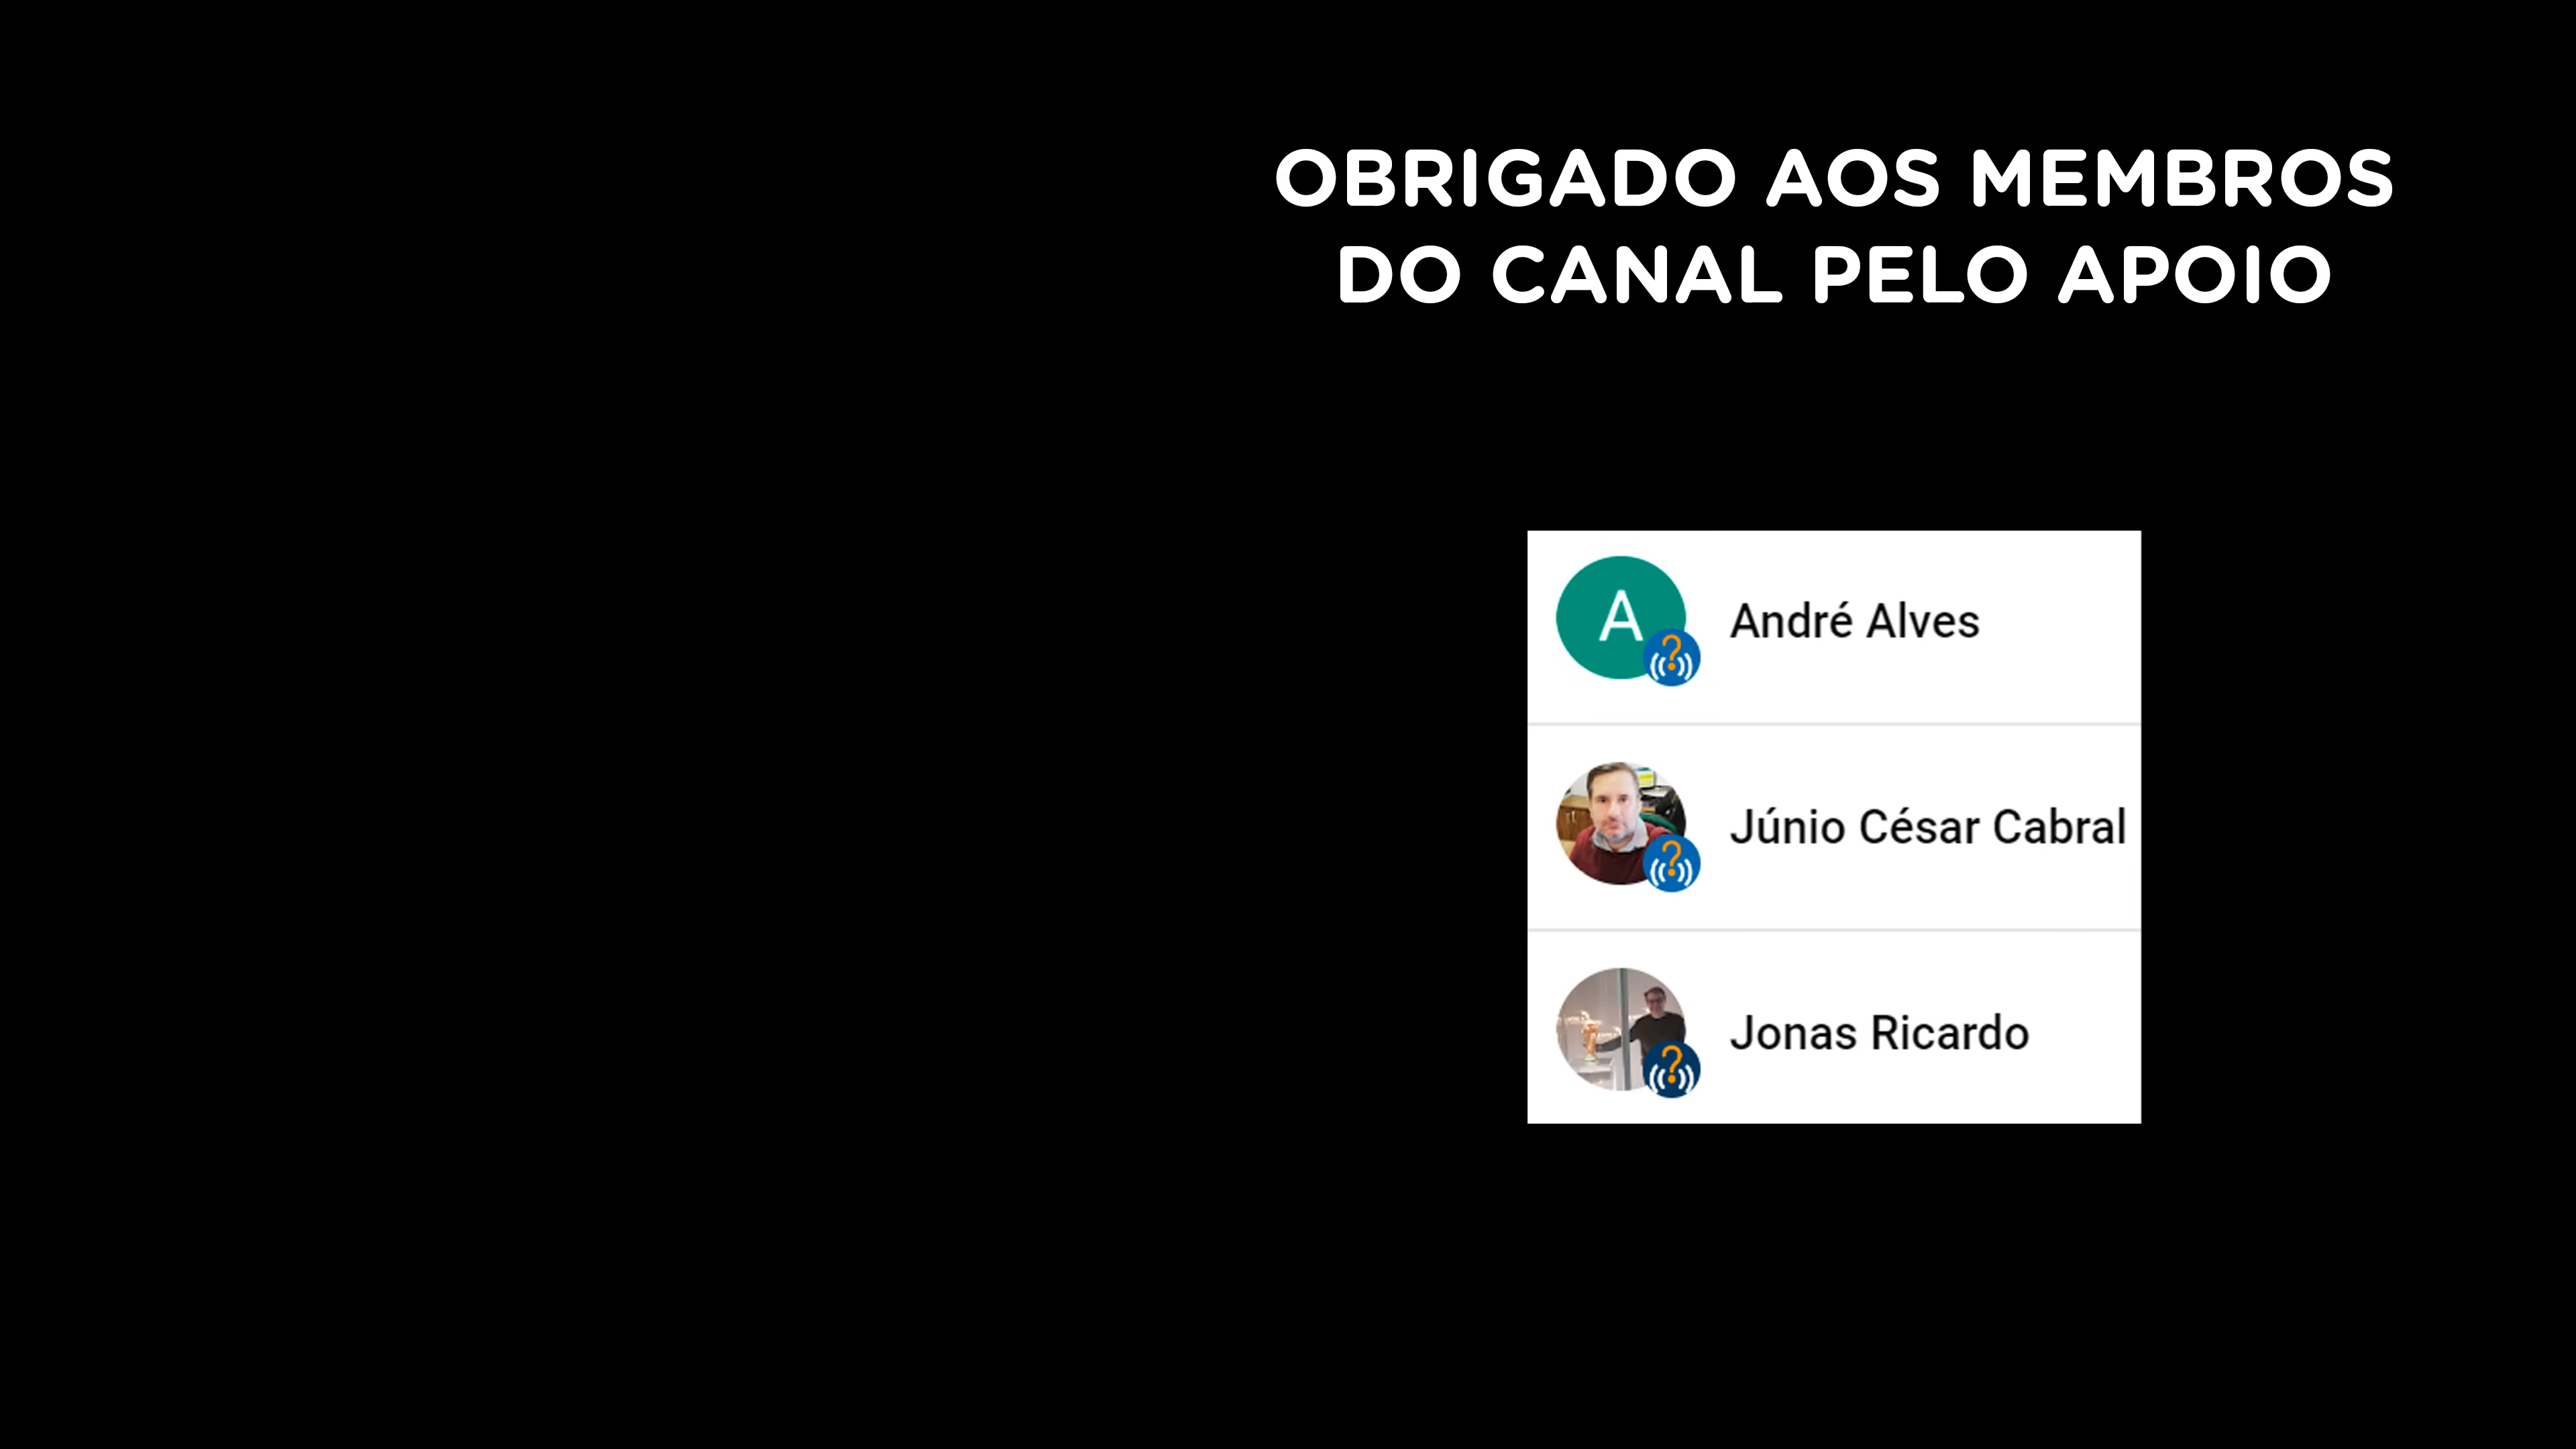 OBRIGADO AOS MEMBROS
DO CANAL PELO APOIO
A
André Alves
Júnio César Cabral
Jonas Ricardo